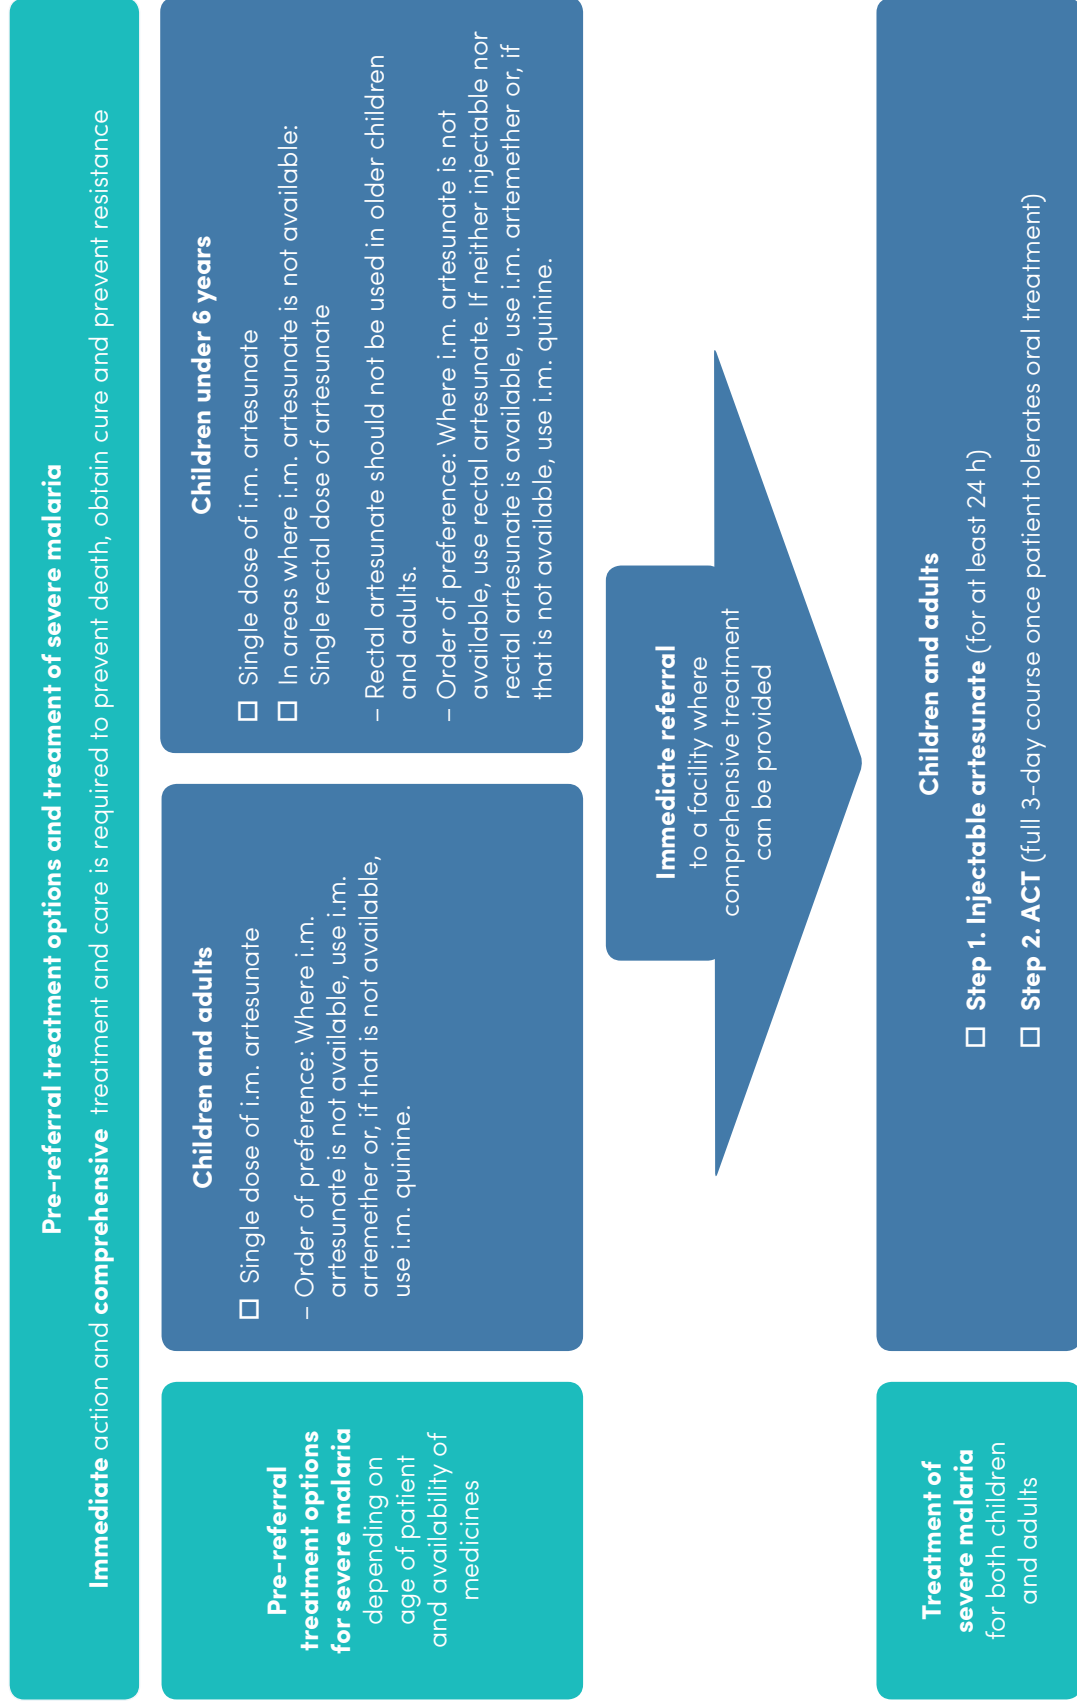 Pre-referral treatment options and treament of severe malaria
Immediate action and comprehensive treatment and care is required to prevent death, obtain cure and prevent resistance
Pre-referral
treatment options
for severe malaria
depending on
age of patient
and availability of
medicines
Children and adults
☐ Single dose of i.m. artesunate
– Order of preference: Where i.m.
artesunate is not available, use i.m.
artemether or, if that is not available,
use i.m. quinine.
Children under 6 years
☐ Single dose of i.m. artesunate
☐ In areas where i.m. artesunate is not available:
Single rectal dose of artesunate
– Rectal artesunate should not be used in older children
and adults.
– Order of preference: Where i.m. artesunate is not
available, use rectal artesunate. If neither injectable nor
rectal artesunate is available, use i.m. artemether or, if
that is not available, use i.m. quinine.
Immediate referral
to a facility where
comprehensive treatment
can be provided
Treatment of
severe malaria
for both children
and adults
Children and adults
☐ Step 1. Injectable artesunate (for at least 24 h)
☐ Step 2. ACT (full 3-day course once patient tolerates oral treatment)